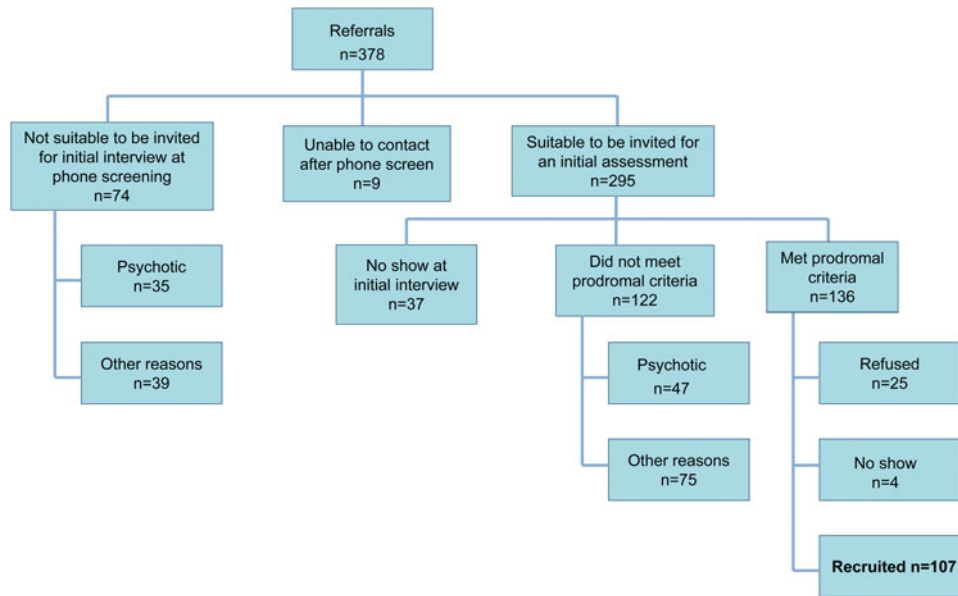 Referrals
n=378
Not suitable to be invited
for initial interview at
phone screening
n=74
Unable to contact
after phone screen
n=9
Suitable to be invited for
an initial assessment
n=295
Psychotic
n=35
Other reasons
n=39
No show at
initial interview
n=37
Did not meet
prodromal criteria
n=122
Met prodromal
criteria
n=136
Psychotic
n=47
Other reasons
n=75
Refused
n=25
No show
n=4
Recruited n=107